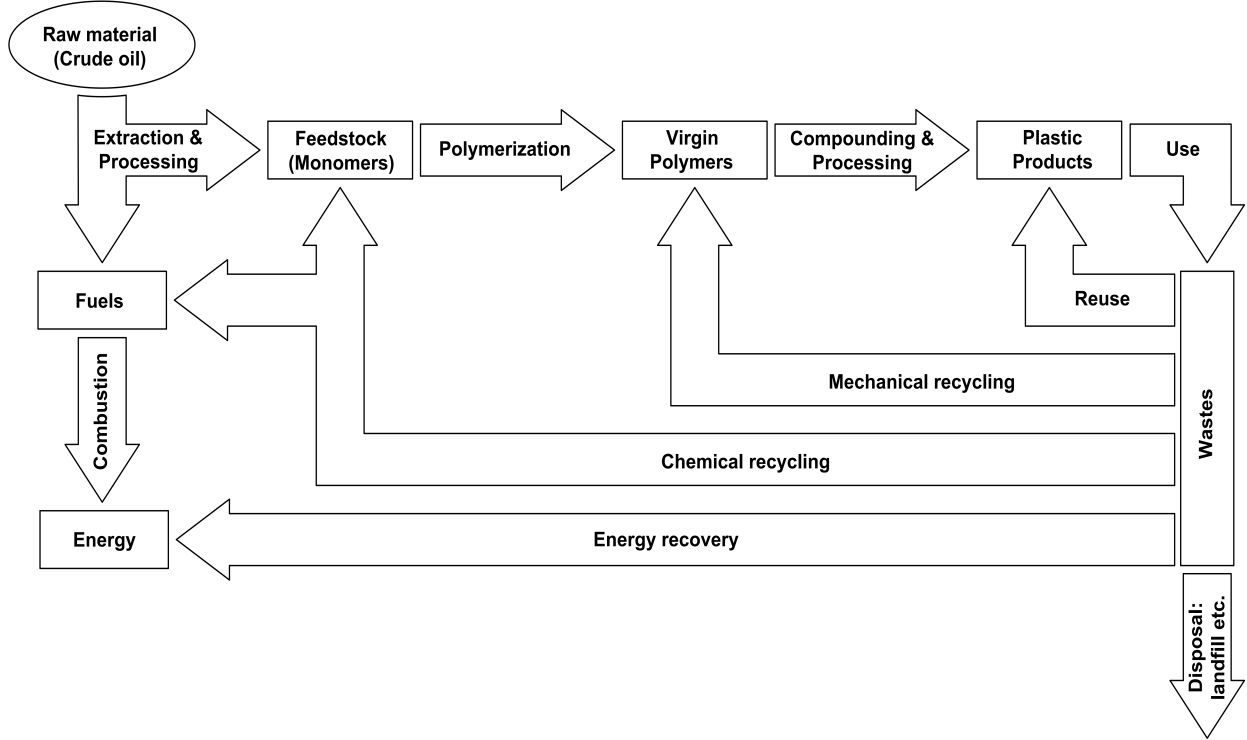 Raw material
(Crude oil)
Extraction &
Processing
Feedstock
(Monomers)
Polymerization
Virgin
Polymers
Compounding &
Processing
Plastic
Products
Use
Fuels
Reuse
Combustion
Mechanical recycling
Wastes
Chemical recycling
Energy
Energy recovery
Disposal:
landfill etc.